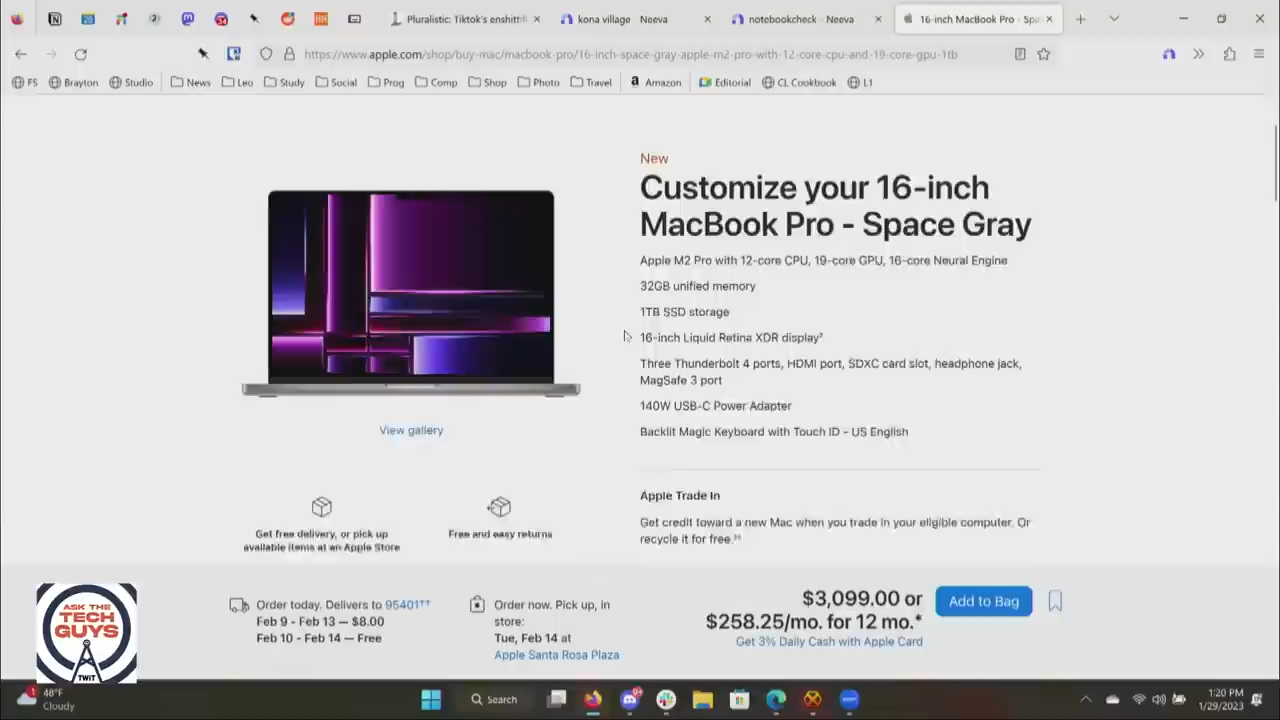 Pluralistic: Tiktok's enshitti
kona village - Neeva
notebookcheck - Neeva
16-inch MacBook Pro - Spa
https://www.apple.com/shop/buy-mac/macbook-pro/16-inch-space-gray-apple-m2-pro-with-12-core-cpu-and-19-core-gpu-1tb
FS Brayton Studio News Leo Study Social Prog Comp Shop Photo Travel Amazon Editorial CL Cookbook L1
New
Customize your 16-inch
MacBook Pro - Space Gray
Apple M2 Pro with 12-core CPU, 19-core GPU, 16-core Neural Engine
32GB unified memory
1TB SSD storage
16-inch Liquid Retina XDR display²
Three Thunderbolt 4 ports, HDMI port, SDXC card slot, headphone jack,
MagSafe 3 port
140W USB-C Power Adapter
Backlit Magic Keyboard with Touch ID - US English
View gallery
Apple Trade In
Get credit toward a new Mac when you trade in your eligible computer. Or
recycle it for free.
Get free delivery, or pick up
available items at an Apple Store
Free and easy returns
Order today. Delivers to 95401††
Feb 9 - Feb 13 — $8.00
Feb 10 - Feb 14 — Free
Order now. Pick up, in
store:
Tue, Feb 14 at
Apple Santa Rosa Plaza
$3,099.00 or
$258.25/mo. for 12 mo.*
Get 3% Daily Cash with Apple Card
Add to Bag
ASK THE
TECH
GUYS
TWiT
1
48°F
Cloudy
Search
1:20 PM
1/29/2023